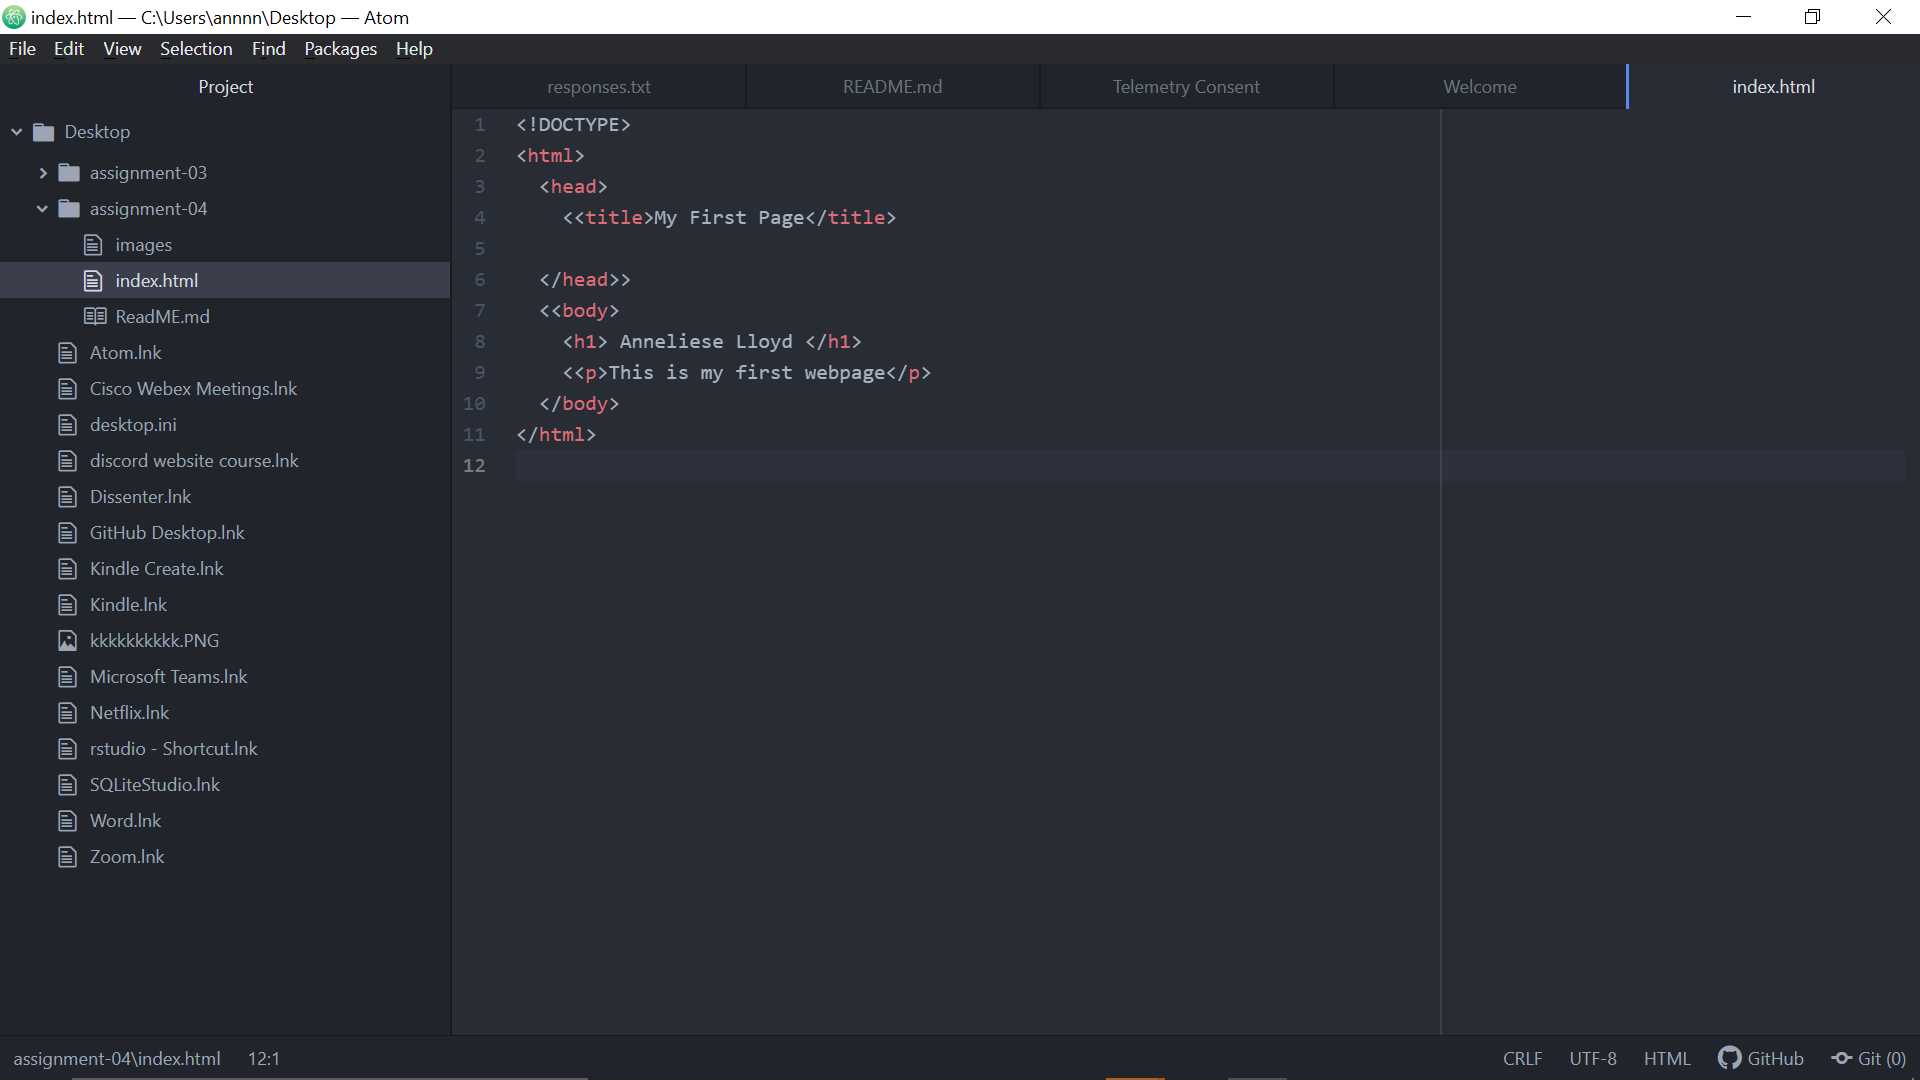 index.html — C:\Users\annnn\Desktop — Atom
File Edit View Selection Find Packages Help
Project
responses.txt README.md Telemetry Consent Welcome index.html
Desktop
assignment-03
assignment-04
images
index.html
ReadME.md
Atom.lnk
Cisco Webex Meetings.lnk
desktop.ini
discord website course.lnk
Dissenter.lnk
GitHub Desktop.lnk
Kindle Create.lnk
Kindle.lnk
kkkkkkkkkk.PNG
Microsoft Teams.lnk
Netflix.lnk
rstudio - Shortcut.lnk
SQLiteStudio.lnk
Word.lnk
Zoom.lnk
1 <!DOCTYPE>
2 <html>
3 <head>
4 <<title>My First Page</title>
5
6 </head>>
7 <<body>
8 <h1> Anneliese Lloyd </h1>
9 <<p>This is my first webpage</p>
10 </body>
11 </html>
12
assignment-04\index.html 12:1 CRLF UTF-8 HTML GitHub Git (0)